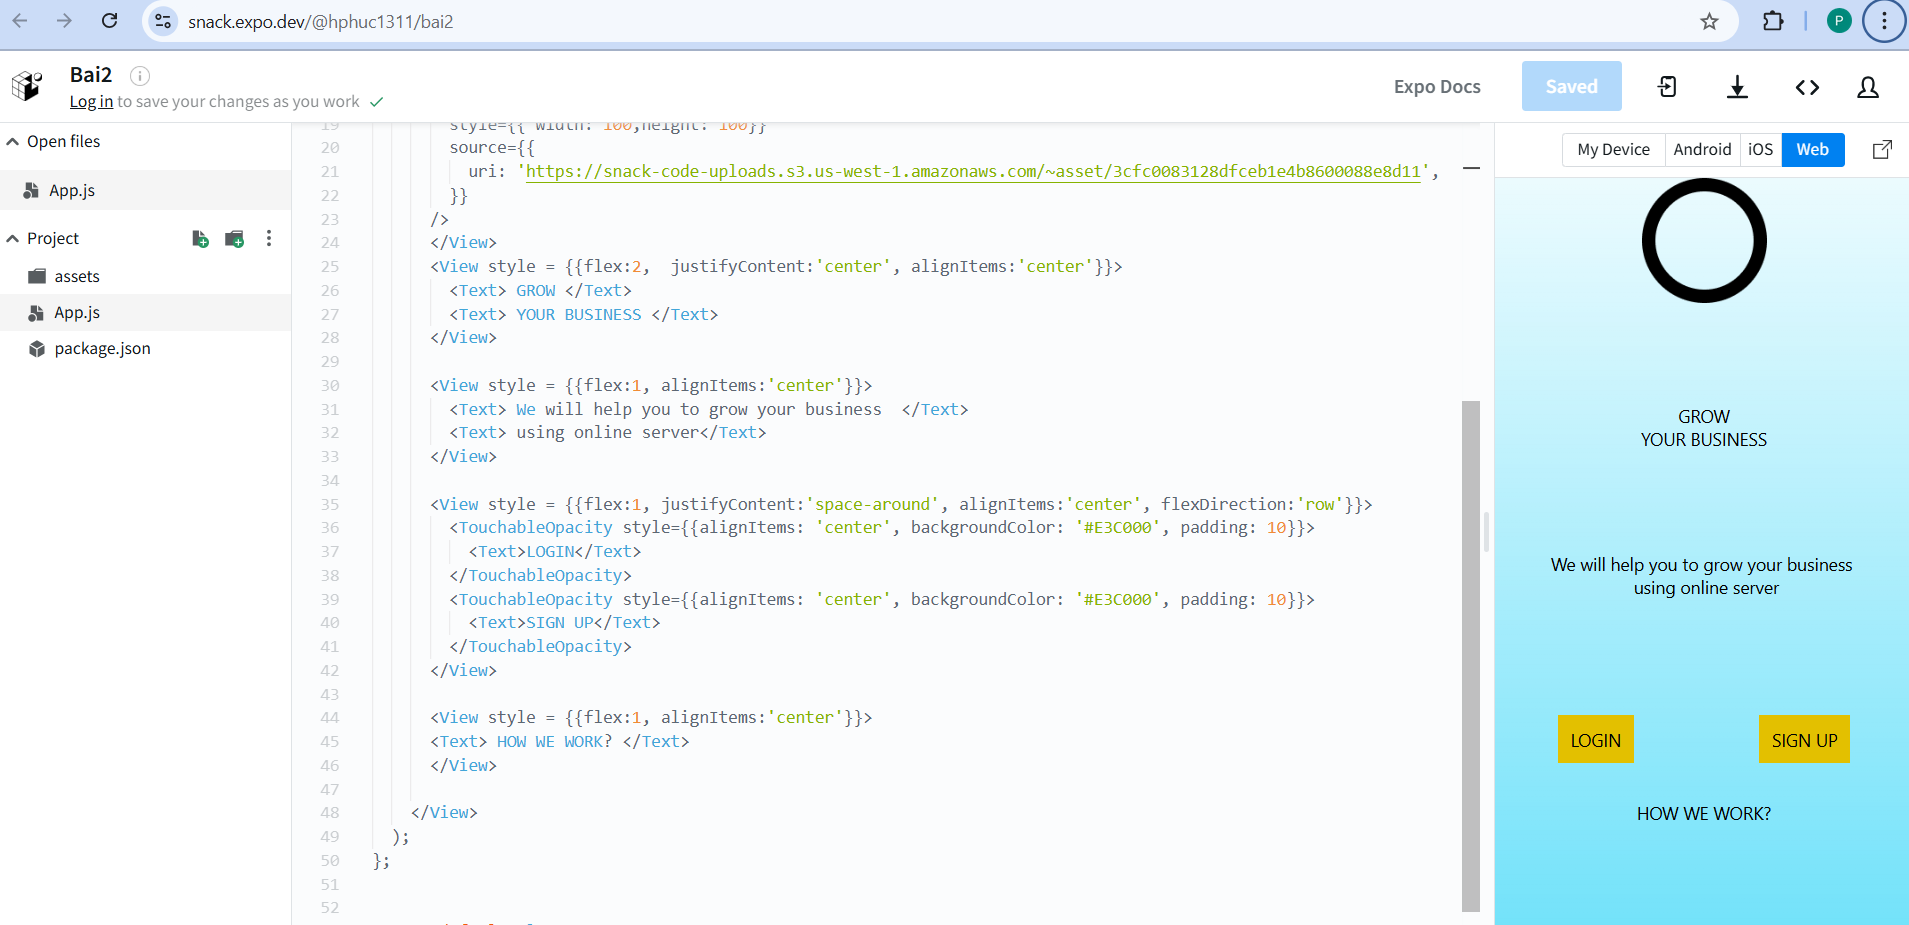 snack.expo.dev/@hphuc1311/bai2
P
Bai2
Log in to save your changes as you work
Expo Docs
Saved
Open files
App.js
Project
assets
App.js
package.json
19 style={{ width: 100,height: 100}}
20 source={{
21 uri: 'https://snack-code-uploads.s3.us-west-1.amazonaws.com/~asset/3cfc0083128dfceb1e4b8600088e8d11',
22 }}
23 />
24 </View>
25 <View style = {{flex:2,  justifyContent:'center', alignItems:'center'}}>
26 <Text> GROW </Text>
27 <Text> YOUR BUSINESS </Text>
28 </View>
29
30 <View style = {{flex:1, alignItems:'center'}}>
31 <Text> We will help you to grow your business  </Text>
32 <Text> using online server</Text>
33 </View>
34
35 <View style = {{flex:1, justifyContent:'space-around', alignItems:'center', flexDirection:'row'}}>
36 <TouchableOpacity style={{alignItems: 'center', backgroundColor: '#E3C000', padding: 10}}>
37 <Text>LOGIN</Text>
38 </TouchableOpacity>
39 <TouchableOpacity style={{alignItems: 'center', backgroundColor: '#E3C000', padding: 10}}>
40 <Text>SIGN UP</Text>
41 </TouchableOpacity>
42 </View>
43
44 <View style = {{flex:1, alignItems:'center'}}>
45 <Text> HOW WE WORK? </Text>
46 </View>
47
48 </View>
49 );
50 };
51
52
My Device
Android
iOS
Web
GROW
YOUR BUSINESS
We will help you to grow your business
using online server
LOGIN
SIGN UP
HOW WE WORK?